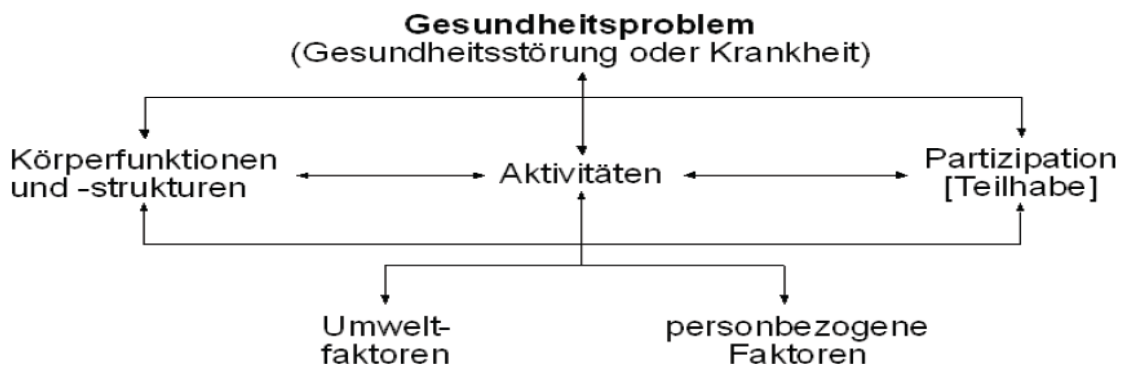 Gesundheitsproblem
(Gesundheitsstörung oder Krankheit)
Körperfunktionen
und -strukturen
Aktivitäten
Partizipation
[Teilhabe]
Umwelt-
faktoren
personbezogene
Faktoren